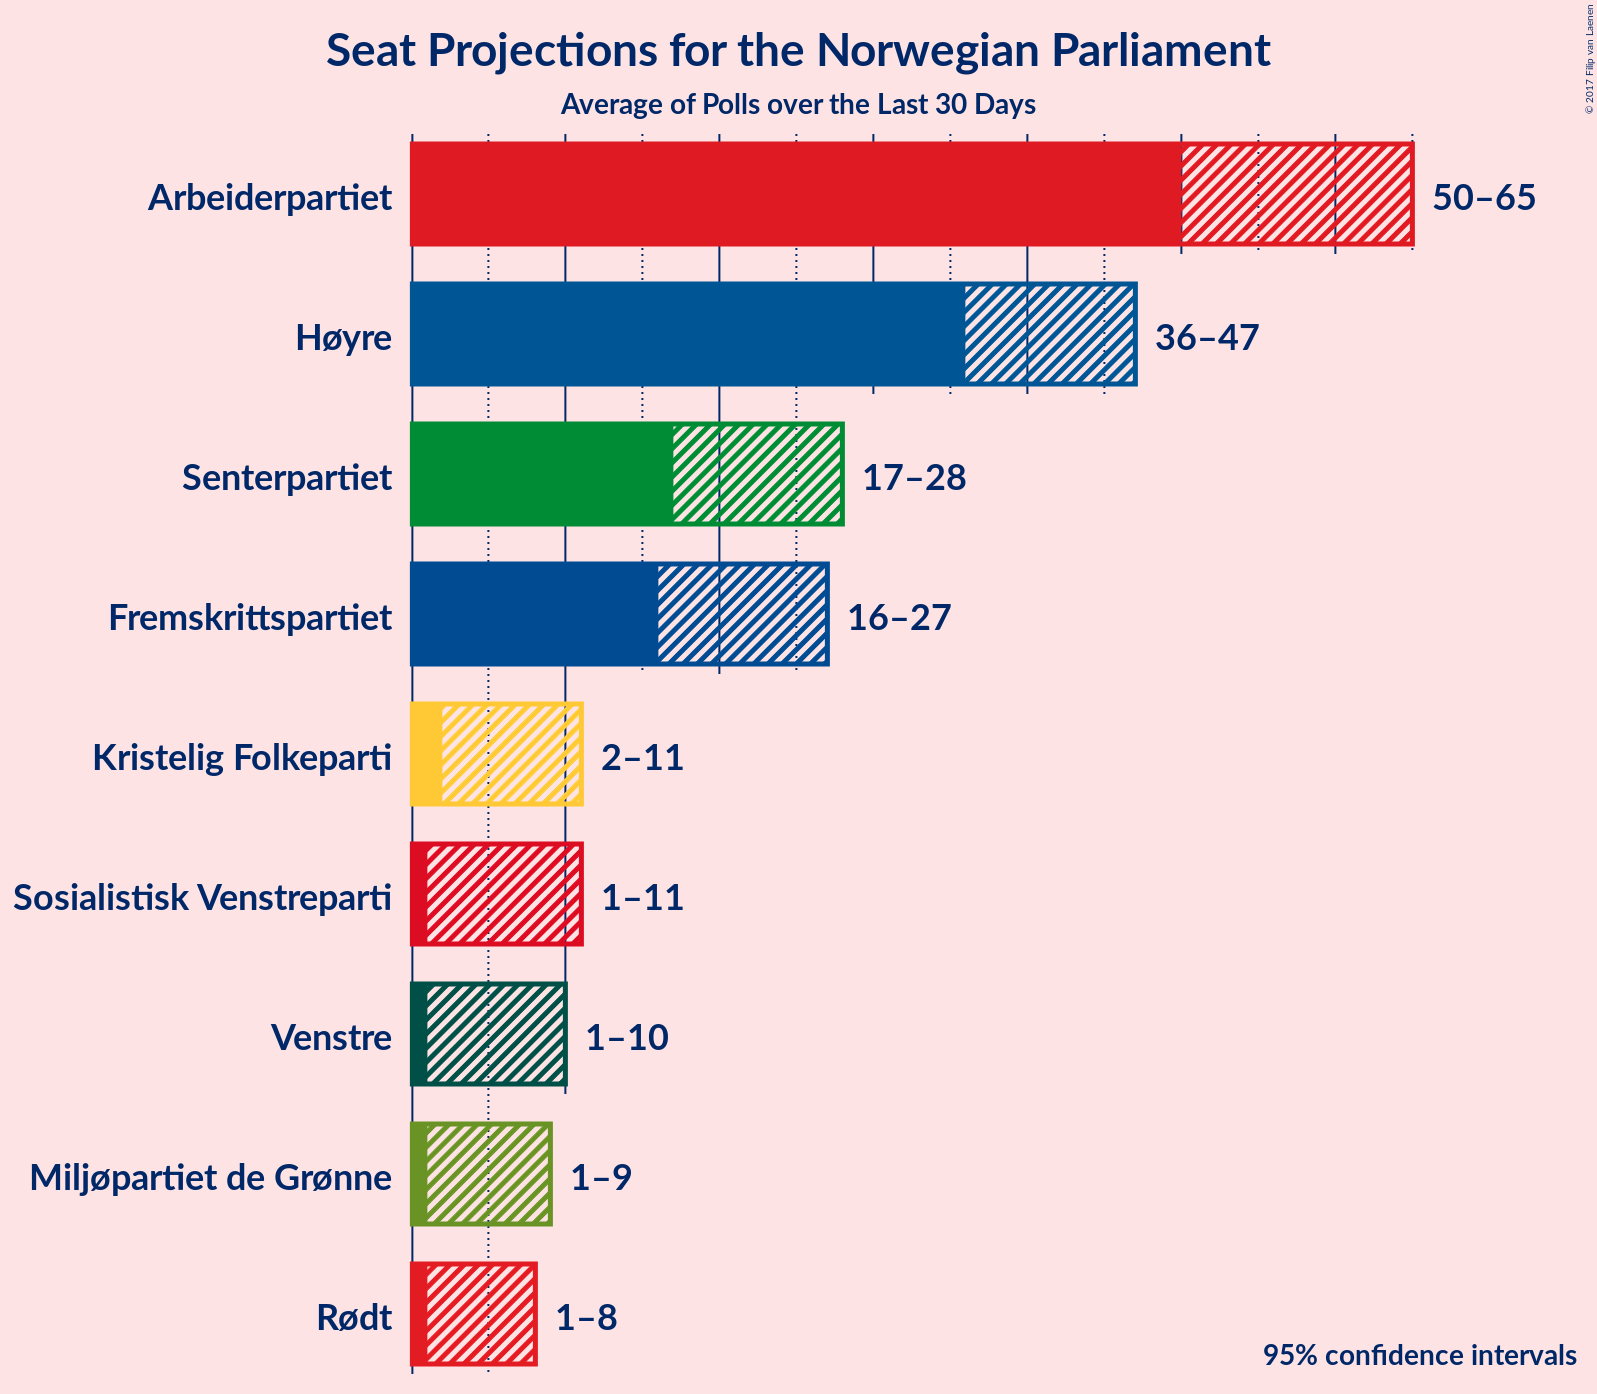 Seat Projections for the Norwegian Parliament
Average of Polls over the Last 30 Days
© 2017 Filip van Laenen
Arbeiderpartiet 50–65
Høyre 36–47
Senterpartiet 17–28
Fremskrittspartiet 16–27
Kristelig Folkeparti 2–11
Sosialistisk Venstreparti 1–11
Venstre 1–10
Miljøpartiet de Grønne 1–9
Rødt 1–8
95% confidence intervals